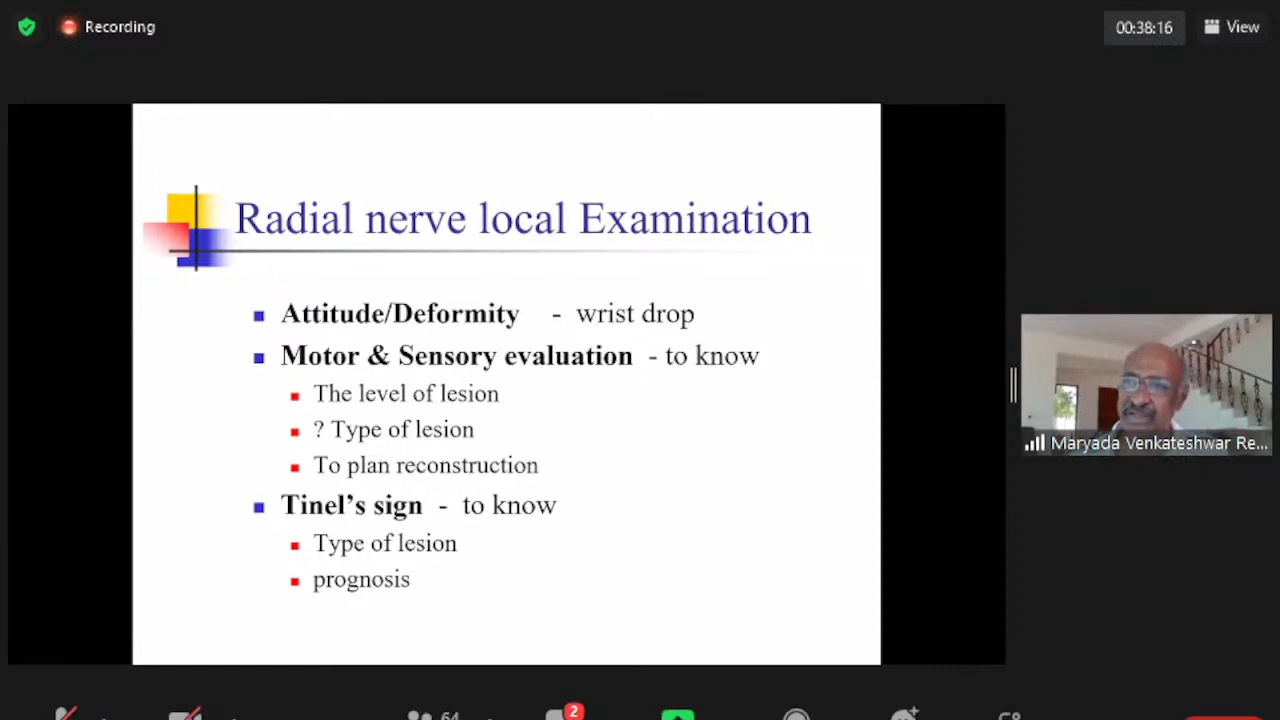 Recording
00:38:16
View
Radial nerve local Examination
Attitude/Deformity - wrist drop
Motor & Sensory evaluation - to know
The level of lesion
? Type of lesion
To plan reconstruction
Tinel's sign - to know
Type of lesion
prognosis
Maryada Venkateshwar Re...
64
2